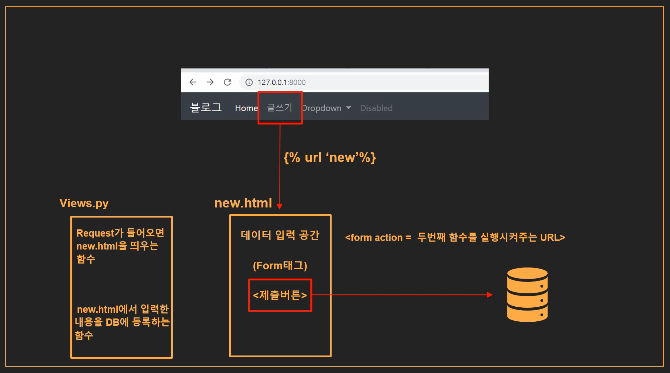 127.0.0.1:8000
블로그 Home 글쓰기 Dropdown Disabled
{% url ‘new’%}
Views.py
new.html
Request가 들어오면
new.html을 띄우는
함수
new.html에서 입력한
내용을 DB에 등록하는
함수
데이터 입력 공간
(Form태그)
<제출버튼>
<form action = 두번째 함수를 실행시켜주는 URL>